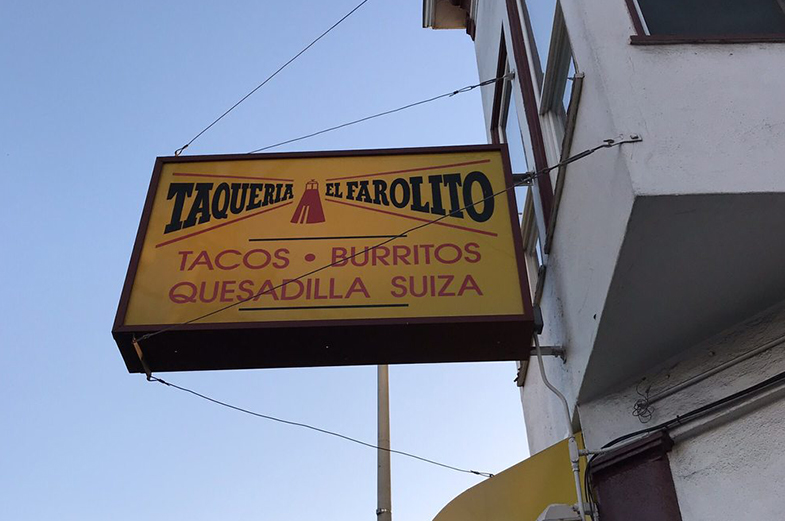 TAQUERIA EL FAROLITO
TACOS • BURRITOS
QUESADILLA SUIZA